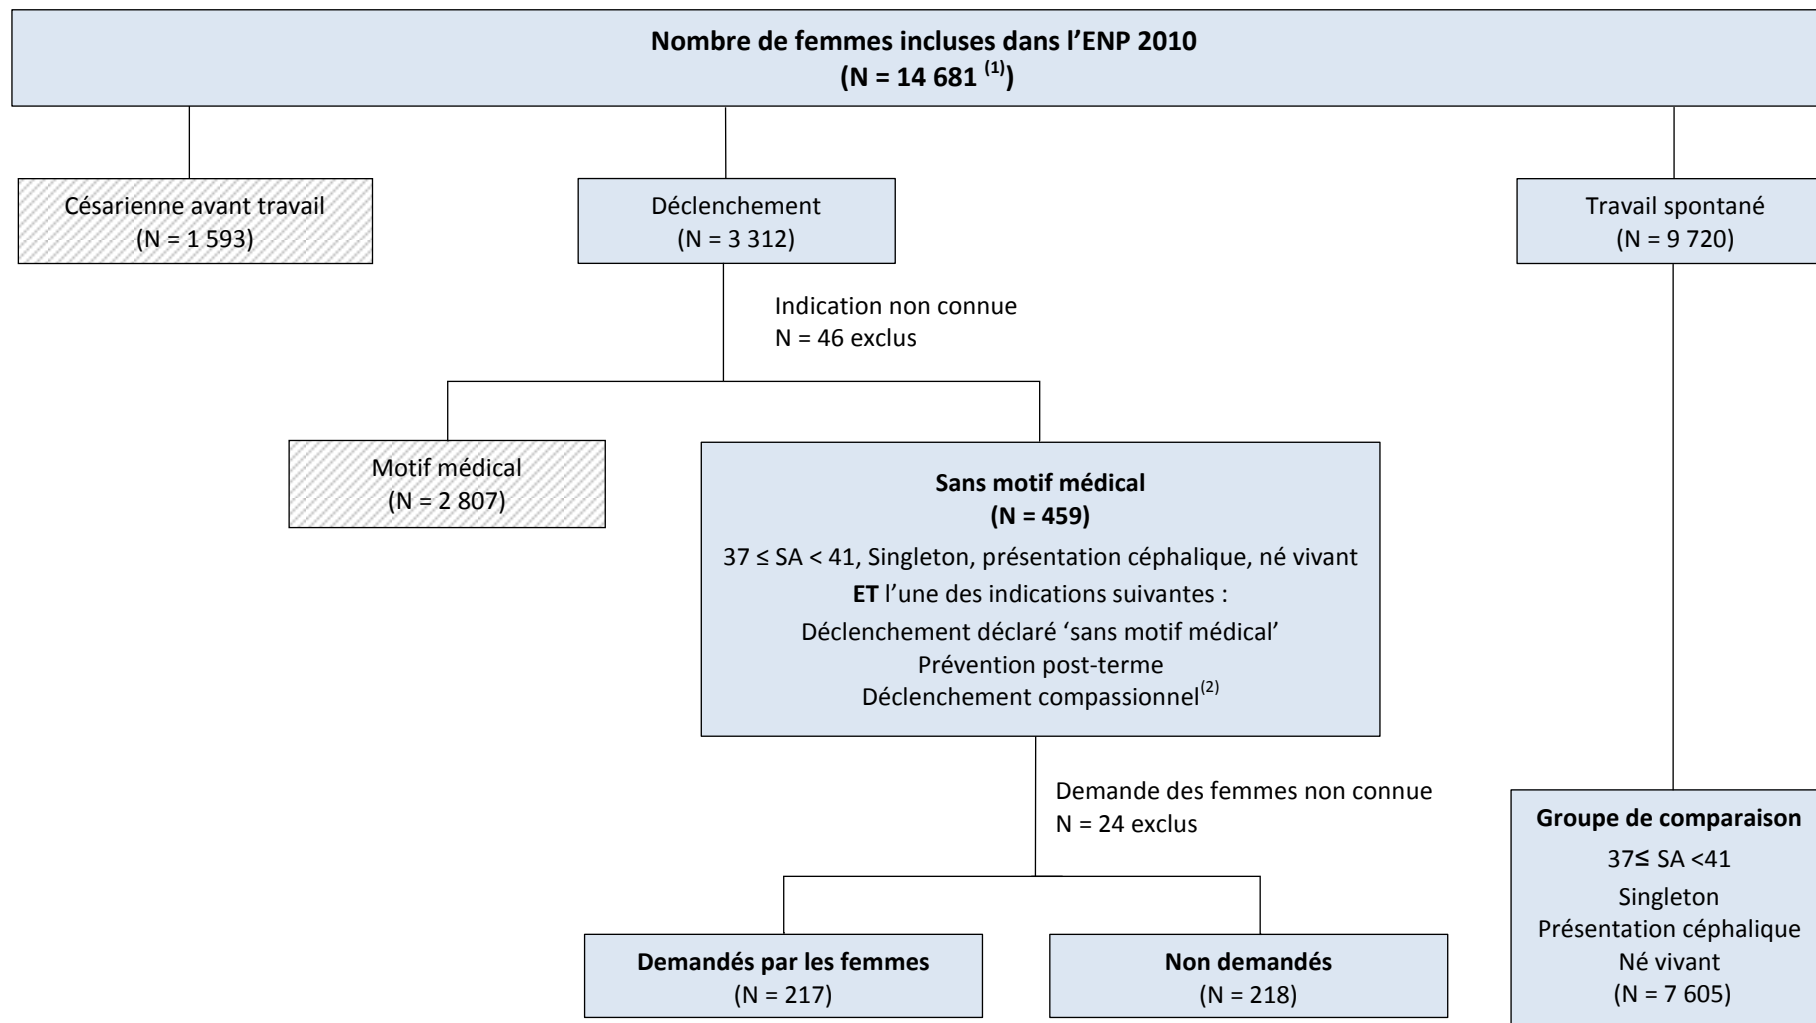 Nombre de femmes incluses dans l’ENP 2010
(N = 14 681 (1))
Césarienne avant travail
(N = 1 593)
Déclenchement
(N = 3 312)
Travail spontané
(N = 9 720)
Indication non connue
N = 46 exclus
Motif médical
(N = 2 807)
Sans motif médical
(N = 459)
37 ≤ SA < 41, Singleton, présentation céphalique, né vivant
ET l’une des indications suivantes :
Déclenchement déclaré ‘sans motif médical’
Prévention post-terme
Déclenchement compassionnel(2)
Demande des femmes non connue
N = 24 exclus
Demandés par les femmes
(N = 217)
Non demandés
(N = 218)
Groupe de comparaison
37≤ SA <41
Singleton
Présentation céphalique
Né vivant
(N = 7 605)